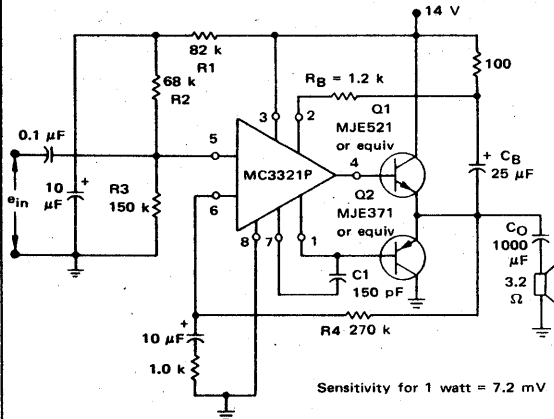 14 V
82 k
R1
68 k
R2
R_B = 1.2 k
100
Q1
MJE521
or equiv
3
2
0.1 µF
5
4
+
C_B
25 µF
e_in
10
µF
+
R3
150 k
6
MC3321P
Q2
MJE371
or equiv
8
7
1
C_O
1000
µF
C1
150 pF
3.2
Ω
+
10 µF
R4 270 k
1.0 k
Sensitivity for 1 watt = 7.2 mV